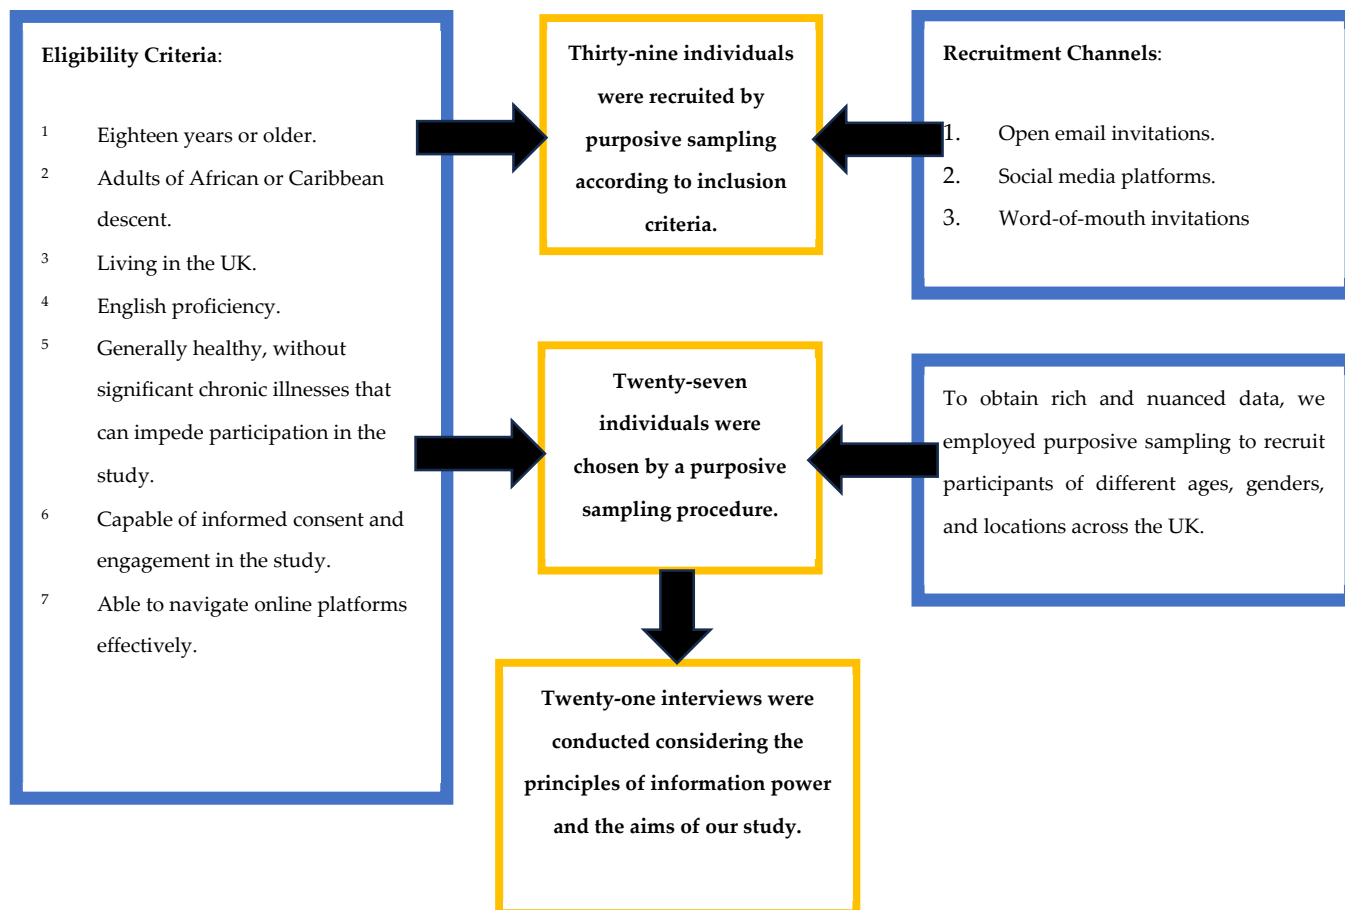 Eligibility Criteria:
1 Eighteen years or older.
2 Adults of African or Caribbean
descent.
3 Living in the UK.
4 English proficiency.
5 Generally healthy, without
significant chronic illnesses that
can impede participation in the
study.
6 Capable of informed consent and
engagement in the study.
7 Able to navigate online platforms
effectively.
Thirty-nine individuals
were recruited by
purposive sampling
according to inclusion
criteria.
Recruitment Channels:
1. Open email invitations.
2. Social media platforms.
3. Word-of-mouth invitations
Twenty-seven
individuals were
chosen by a purposive
sampling procedure.
To obtain rich and nuanced data, we
employed purposive sampling to recruit
participants of different ages, genders,
and locations across the UK.
Twenty-one interviews were
conducted considering the
principles of information power
and the aims of our study.